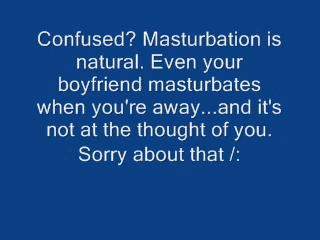 Confused? Masturbation is
natural. Even your
boyfriend masturbates
when you're away...and it's
not at the thought of you.
Sorry about that /: